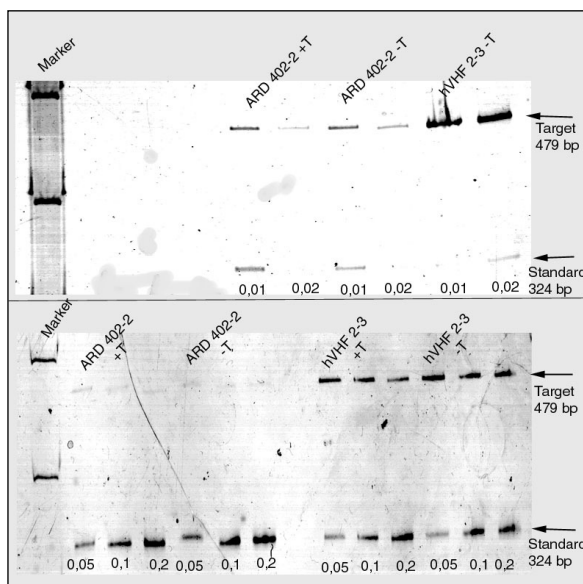 Marker
ARD 402-2 +T
ARD 402-2 -T
hVHF 2-3 -T
Target
479 bp
Standard
324 bp
0,01
0,02
0,01
0,02
0,01
0,02
Marker
ARD 402-2
+T
ARD 402-2
-T
hVHF 2-3
+T
hVHF 2-3
-T
Target
479 bp
Standard
324 bp
0,05
0,1
0,2
0,05
0,1
0,2
0,05
0,1
0,2
0,05
0,1
0,2